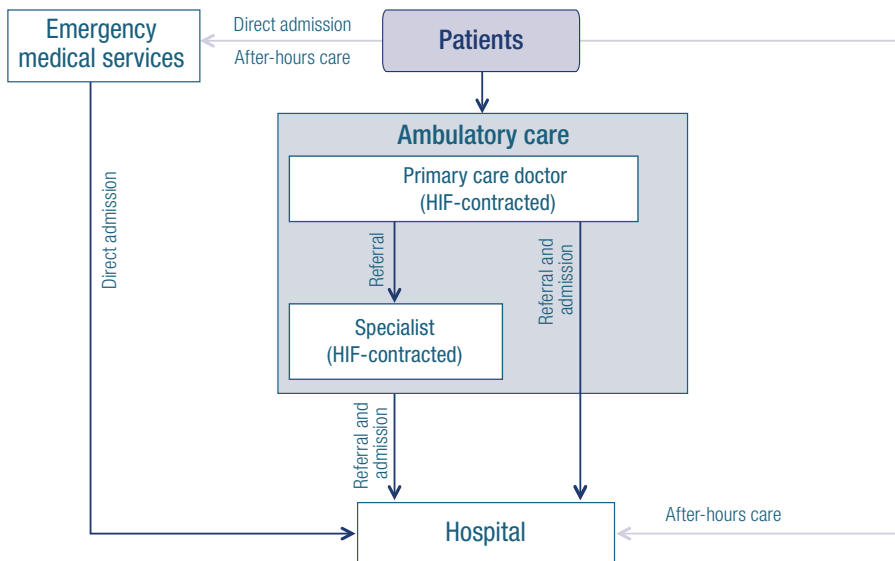 Emergency
medical services
Direct admission
After-hours care
Patients
Ambulatory care
Primary care doctor
(HIF-contracted)
Direct admission
Referral
Referral and
admission
Specialist
(HIF-contracted)
Referral and
admission
Hospital
After-hours care